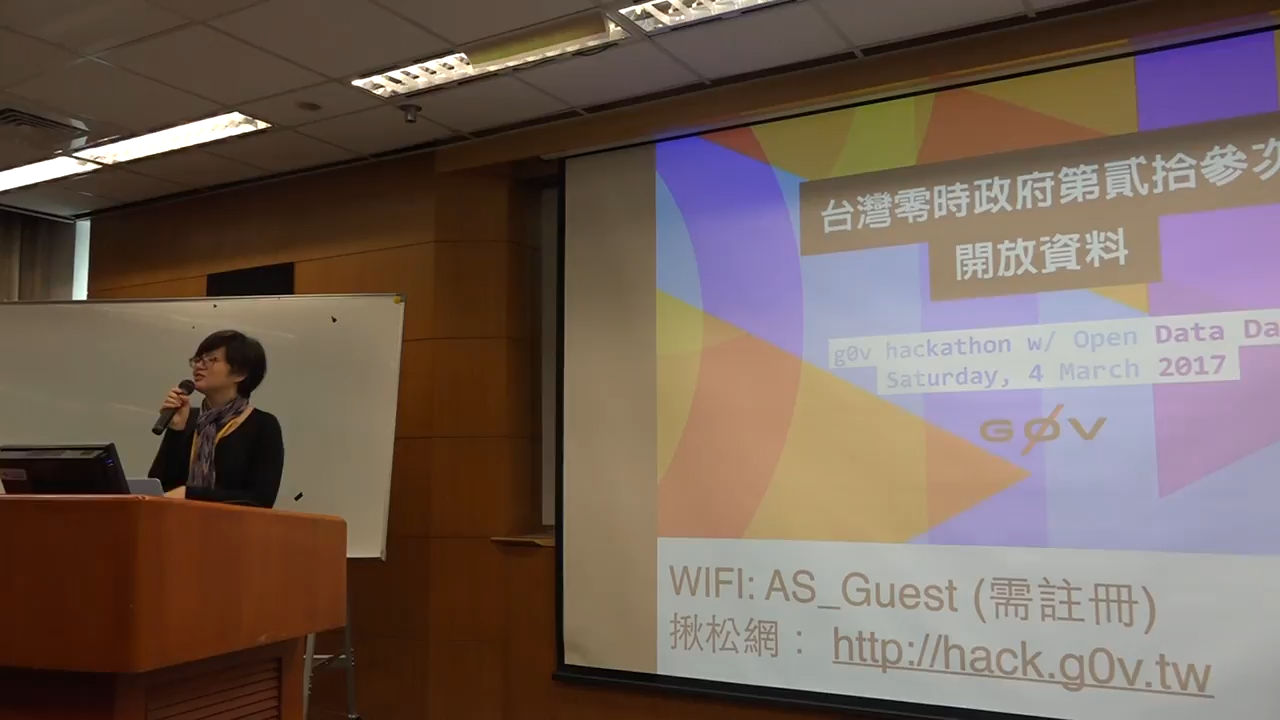 台灣零時政府第貳拾參次
開放資料
g0v hackathon w/ Open Data Da
Saturday, 4 March 2017
G0V
WIFI: AS_Guest (需註冊)
揪松網： http://hack.g0v.tw